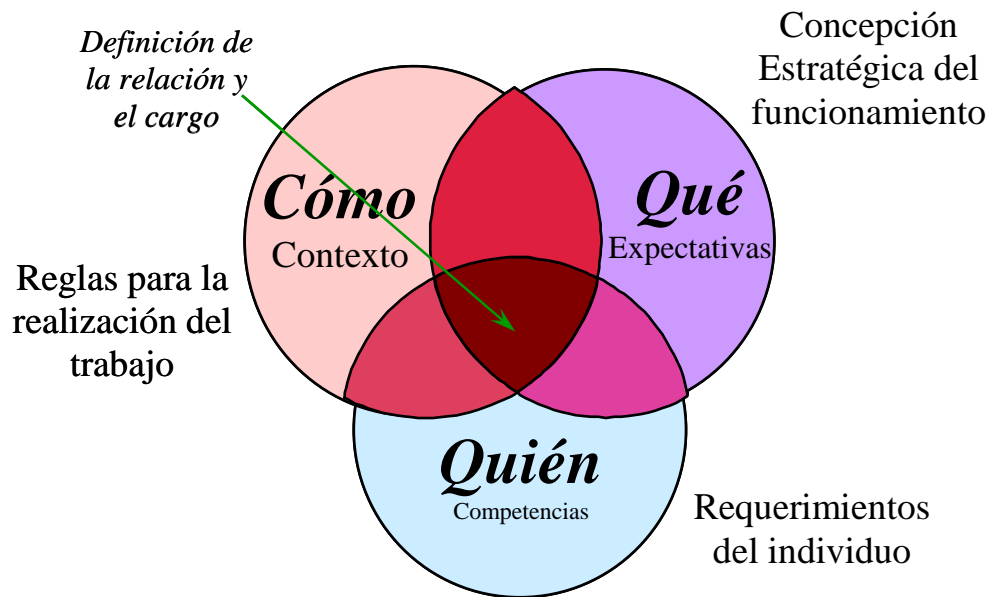 Definición de
la relación y
el cargo
Concepción
Estratégica del
funcionamiento
Cómo
Contexto
Qué
Expectativas
Reglas para la
realización del
trabajo
Quién
Competencias
Requerimientos
del individuo